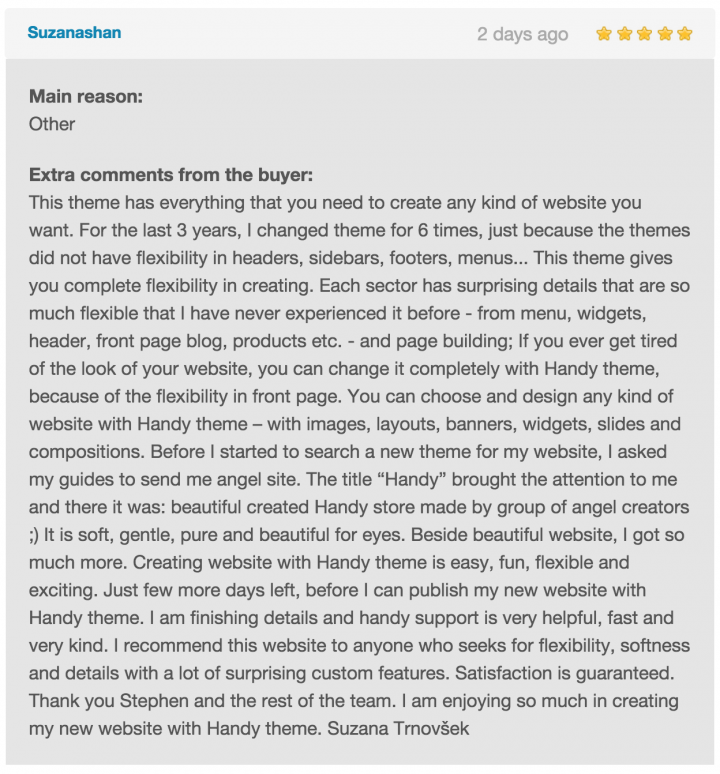 Suzanashan 2 days ago
Main reason:
Other
Extra comments from the buyer:
This theme has everything that you need to create any kind of website you
want. For the last 3 years, I changed theme for 6 times, just because the themes
did not have flexibility in headers, sidebars, footers, menus... This theme gives
you complete flexibility in creating. Each sector has surprising details that are so
much flexible that I have never experienced it before - from menu, widgets,
header, front page blog, products etc. - and page building; If you ever get tired
of the look of your website, you can change it completely with Handy theme,
because of the flexibility in front page. You can choose and design any kind of
website with Handy theme – with images, layouts, banners, widgets, slides and
compositions. Before I started to search a new theme for my website, I asked
my guides to send me angel site. The title “Handy” brought the attention to me
and there it was: beautiful created Handy store made by group of angel creators
;) It is soft, gentle, pure and beautiful for eyes. Beside beautiful website, I got so
much more. Creating website with Handy theme is easy, fun, flexible and
exciting. Just few more days left, before I can publish my new website with
Handy theme. I am finishing details and handy support is very helpful, fast and
very kind. I recommend this website to anyone who seeks for flexibility, softness
and details with a lot of surprising custom features. Satisfaction is guaranteed.
Thank you Stephen and the rest of the team. I am enjoying so much in creating
my new website with Handy theme. Suzana Trnovšek